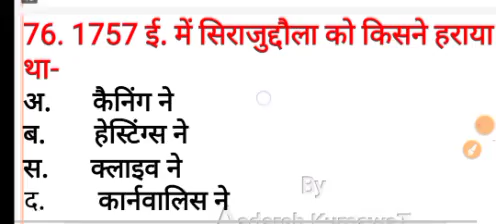 76. 1757 ई. में सिराजुद्दौला को किसने हराया
था-
अ. कैनिंग ने
ब. हेस्टिंग्स ने
स. क्लाइव ने
द. कार्नवालिस ने
By